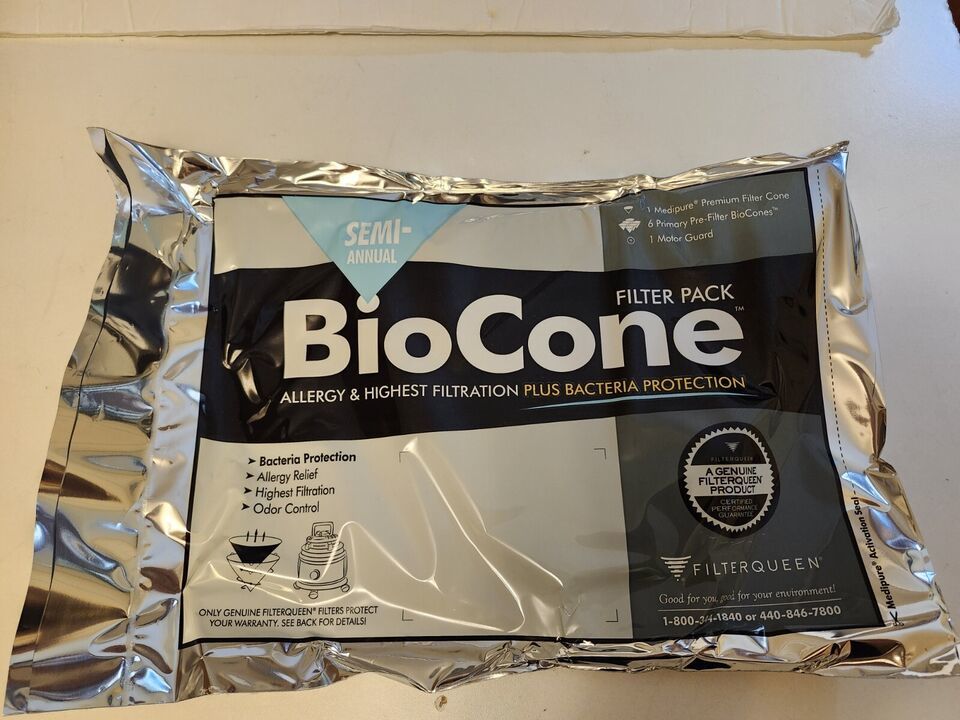 SEMI-
ANNUAL
1 Medipure® Premium Filter Cone
6 Primary Pre-Filter BioCones™
1 Motor Guard
FILTER PACK
BioCone™
ALLERGY & HIGHEST FILTRATION PLUS BACTERIA PROTECTION
➤ Bacteria Protection
➤ Allergy Relief
➤ Highest Filtration
➤ Odor Control
ONLY GENUINE FILTERQUEEN® FILTERS PROTECT
YOUR WARRANTY. SEE BACK FOR DETAILS!
FILTERQUEEN
A GENUINE
FILTERQUEEN
PRODUCT
CERTIFIED
PERFORMANCE
GUARANTEE
FILTERQUEEN®
Good for you, good for your environment!
or 440-846-7800
Medipure® Activation Seal